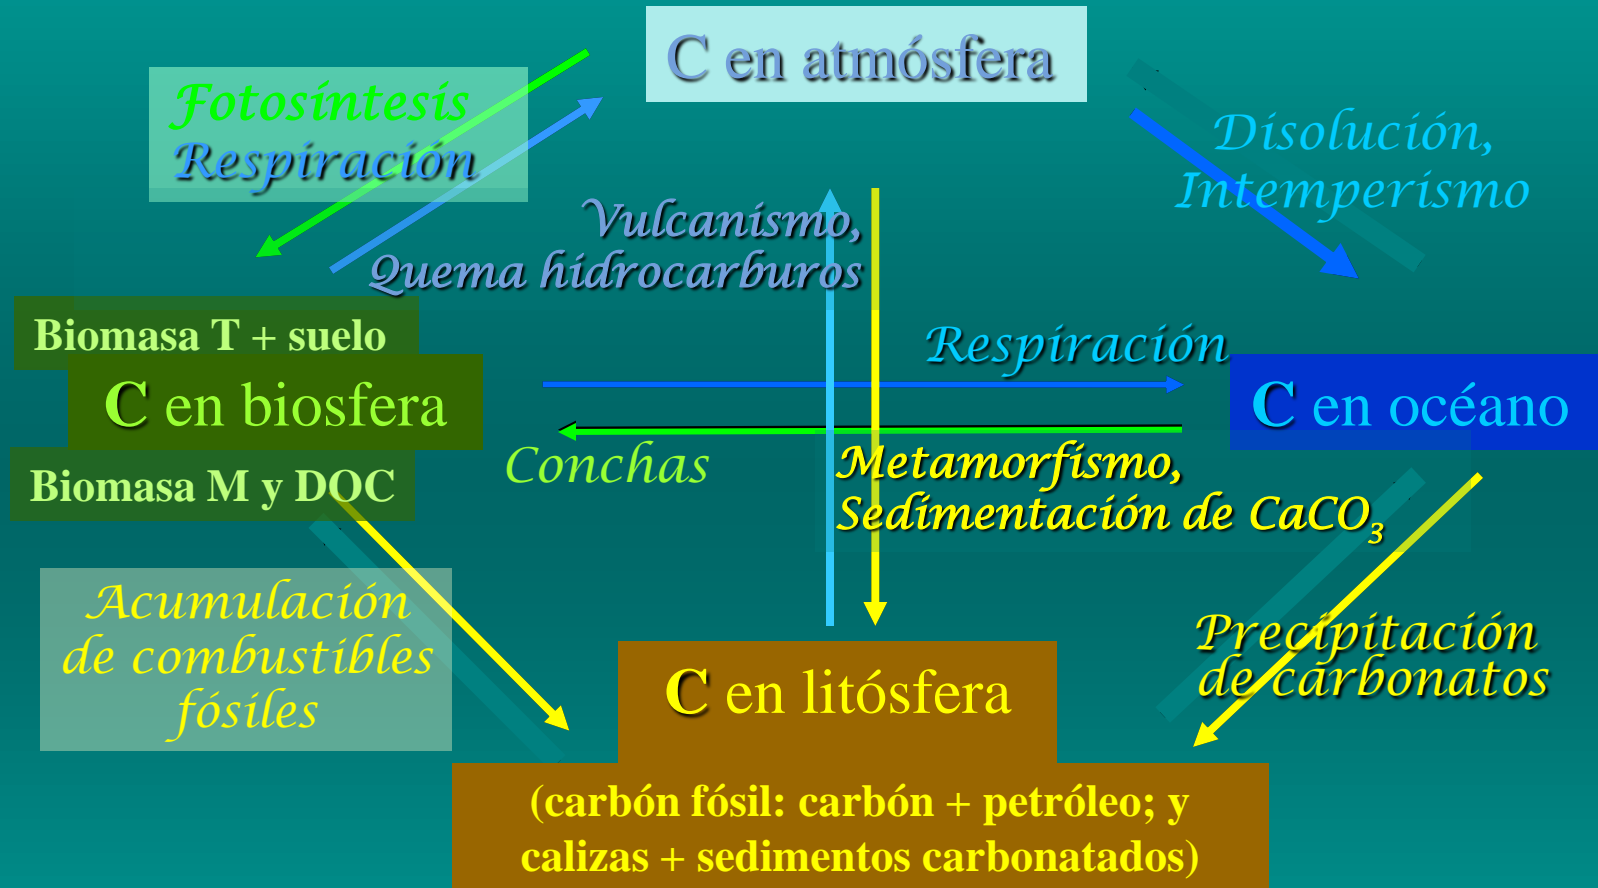 C en atmósfera
Fotosíntesis
Respiración
Disolución,
Intemperismo
Vulcanismo,
Quema hidrocarburos
Biomasa T + suelo
Respiración
C en biosfera
C en océano
Conchas
Metamorfismo,
Sedimentación de CaCO3
Biomasa M y DOC
Acumulación
de combustibles
fósiles
Precipitación
de carbonatos
C en litósfera
(carbón fósil: carbón + petróleo; y
calizas + sedimentos carbonatados)